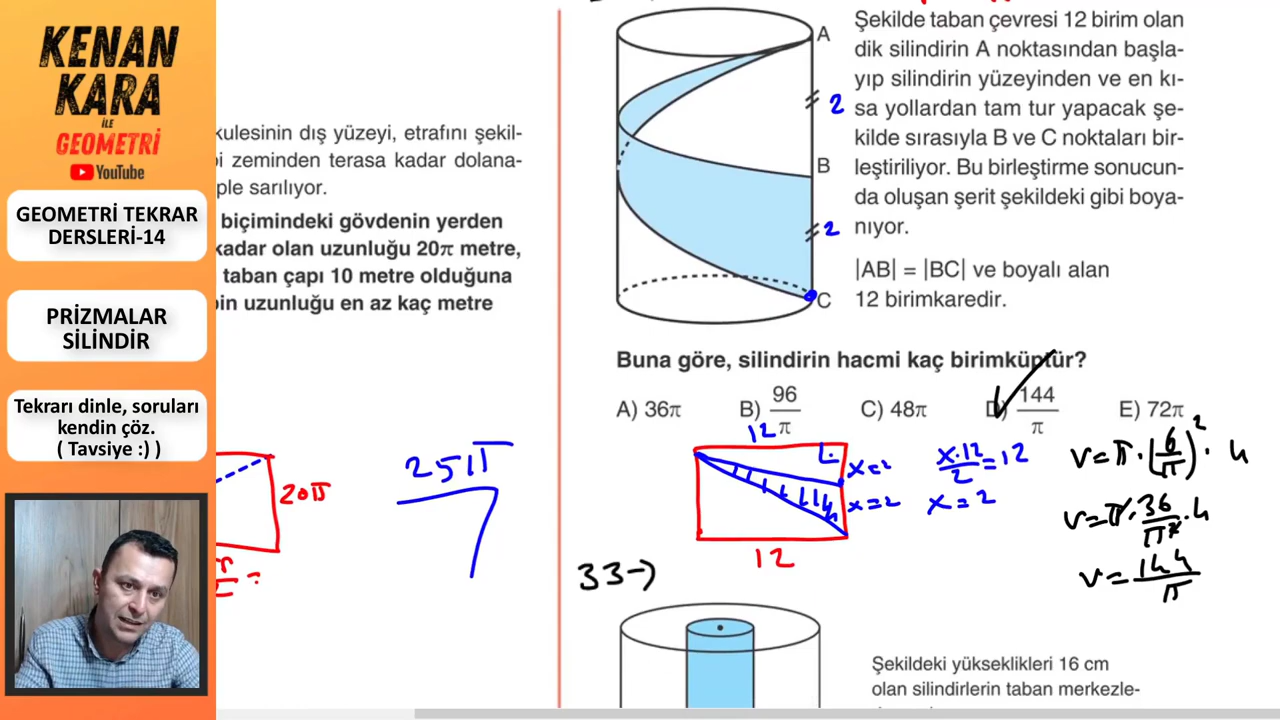 KENAN
KARA
İLE
GEOMETRİ
YouTube
GEOMETRİ TEKRAR
DERSLERİ-14
PRİZMALAR
SİLİNDİR
Tekrarı dinle, soruları
kendin çöz.
( Tavsiye :) )
kulesinin dış yüzeyi, etrafını şekil-
zeminden terasa kadar dolana-
sarılıyor.
biçimindeki gövdenin yerden
kadar olan uzunluğu 20π metre,
taban çapı 10 metre olduğuna
uzunluğu en az kaç metre
20π
25π
A
2
B
2
C
Şekilde taban çevresi 12 birim olan
dik silindirin A noktasından başla-
yıp silindirin yüzeyinden ve en kı-
sa yollardan tam tur yapacak şe-
kilde sırasıyla B ve C noktaları bir-
leştiriliyor. Bu birleştirme sonucun-
da oluşan şerit şekildeki gibi boya-
nıyor.
|AB| = |BC| ve boyalı alan
12 birimkaredir.
Buna göre, silindirin hacmi kaç birimküptür?
A) 36π B) 96/π C) 48π D) 144/π E) 72π
12
x=2
x=2
12
x·12/2=12
x=2
v=π·(6/π)²·4
v=π·36/π²·4
v=144/π
33→)
Şekildeki yükseklikleri 16 cm
olan silindirlerin taban merkezle-